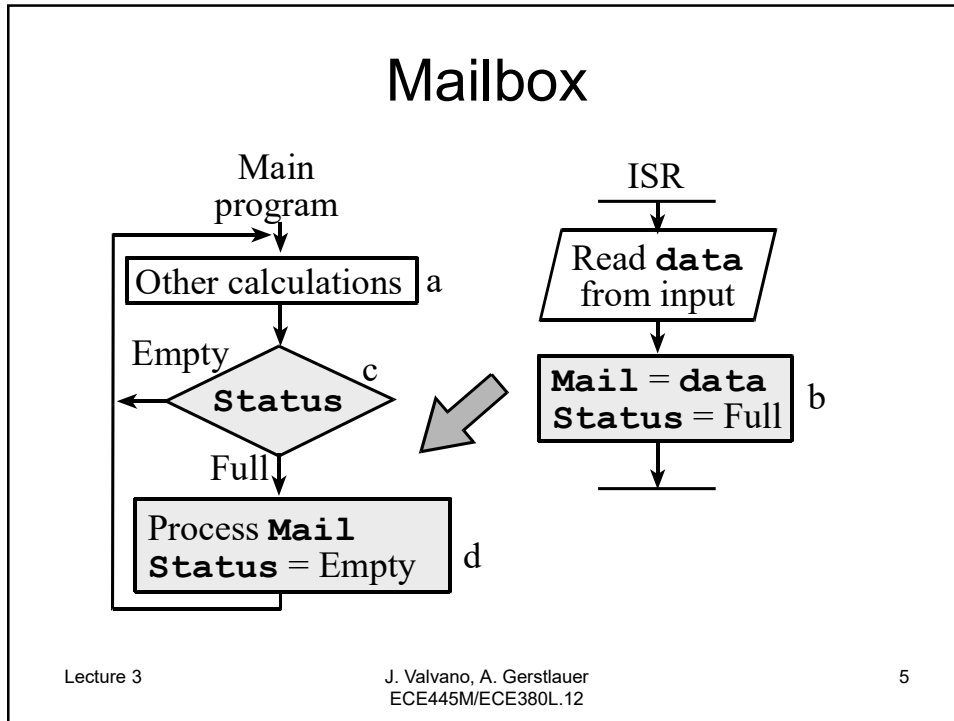 Mailbox
Main
program
Other calculations
a
Empty
c
Status
Full
Process Mail
Status = Empty
d
ISR
Read data
from input
Mail = data
Status = Full
b
Lecture 3
J. Valvano, A. Gerstlauer
ECE445M/ECE380L.12
5